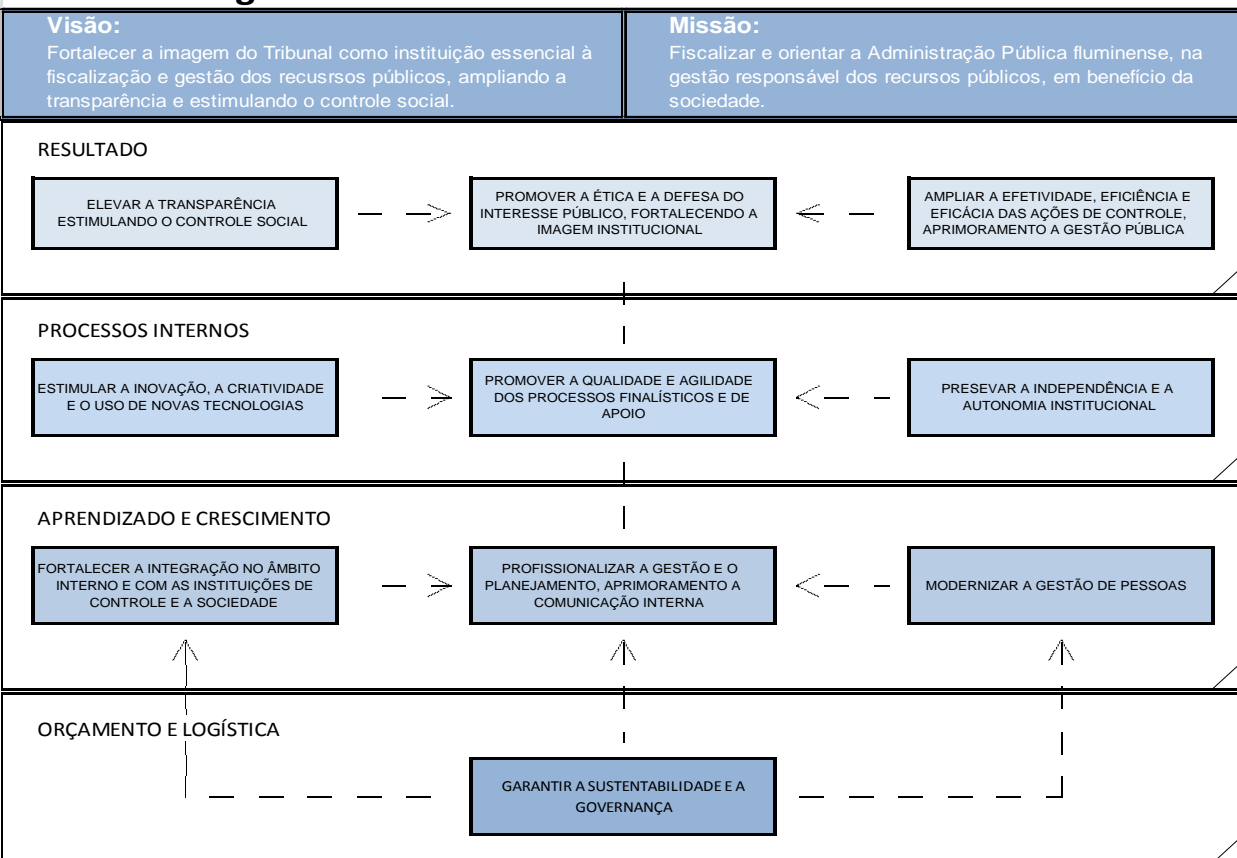 Visão:
Fortalecer a imagem do Tribunal como instituição essencial à
fiscalização e gestão dos recusrsos públicos, ampliando a
transparência e estimulando o controle social.
Missão:
Fiscalizar e orientar a Administração Pública fluminense, na
gestão responsável dos recursos públicos, em benefício da
sociedade.
RESULTADO
ELEVAR A TRANSPARÊNCIA
ESTIMULANDO O CONTROLE SOCIAL
PROMOVER A ÉTICA E A DEFESA DO
INTERESSE PÚBLICO, FORTALECENDO A
IMAGEM INSTITUCIONAL
AMPLIAR A EFETIVIDADE, EFICIÊNCIA E
EFICÁCIA DAS AÇÕES DE CONTROLE,
APRIMORAMENTO A GESTÃO PÚBLICA
PROCESSOS INTERNOS
ESTIMULAR A INOVAÇÃO, A CRIATIVIDADE
E O USO DE NOVAS TECNOLOGIAS
PROMOVER A QUALIDADE E AGILIDADE
DOS PROCESSOS FINALÍSTICOS E DE
APOIO
PRESEVAR A INDEPENDÊNCIA E A
AUTONOMIA INSTITUCIONAL
APRENDIZADO E CRESCIMENTO
FORTALECER A INTEGRAÇÃO NO ÂMBITO
INTERNO E COM AS INSTITUIÇÕES DE
CONTROLE E A SOCIEDADE
PROFISSIONALIZAR A GESTÃO E O
PLANEJAMENTO, APRIMORAMENTO A
COMUNICAÇÃO INTERNA
MODERNIZAR A GESTÃO DE PESSOAS
ORÇAMENTO E LOGÍSTICA
GARANTIR A SUSTENTABILIDADE E A
GOVERNANÇA